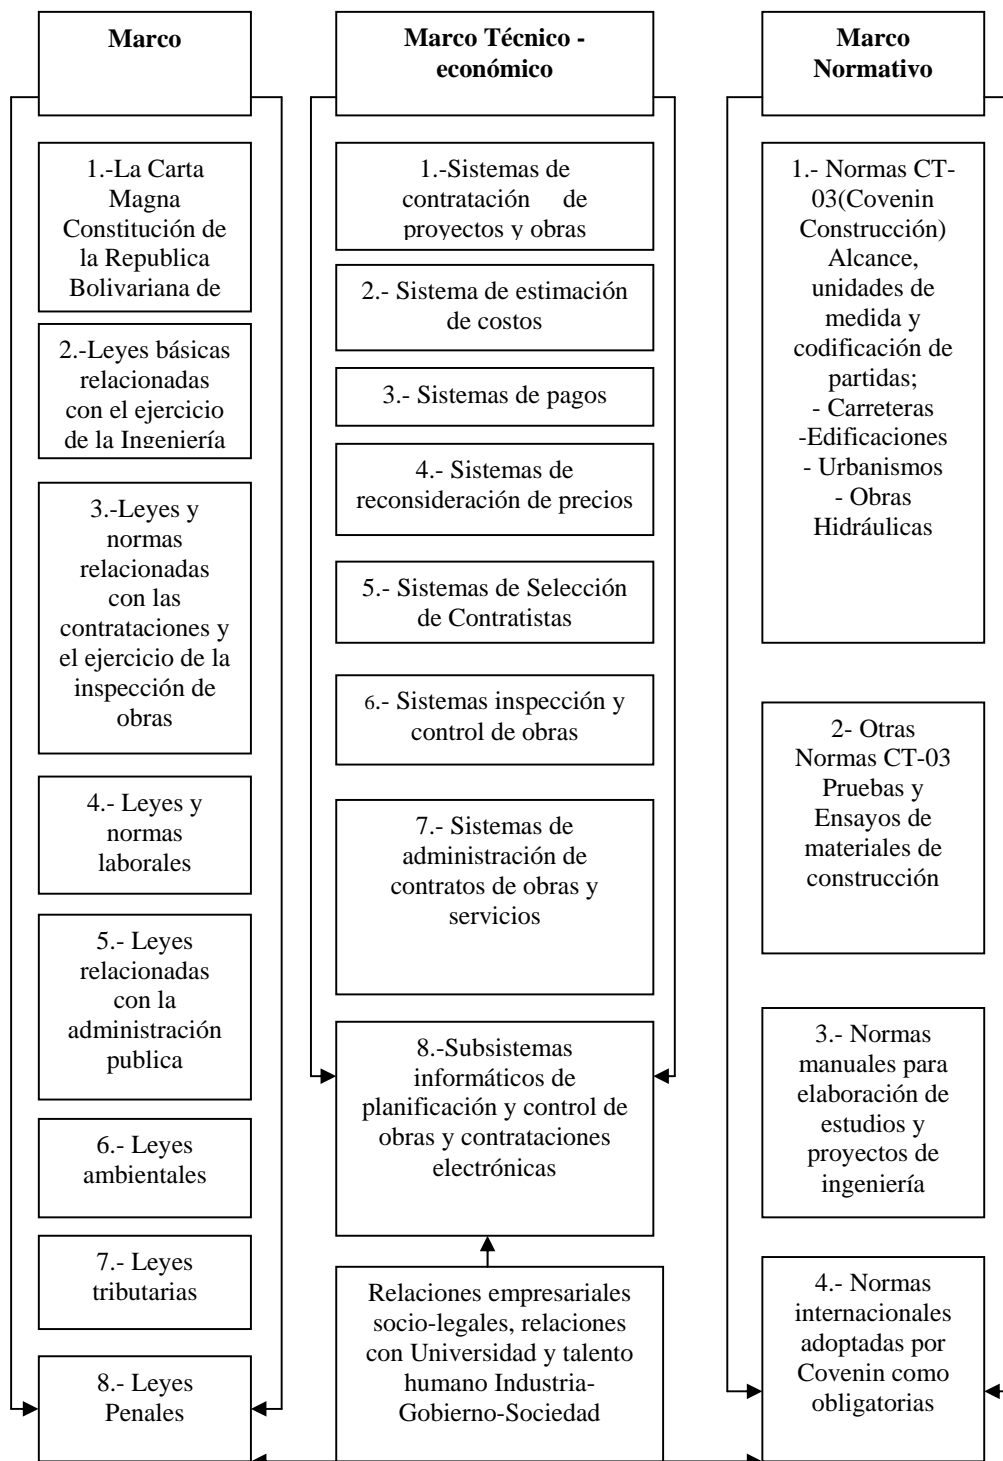 Marco
1.-La Carta
Magna
Constitución de
la Republica
Bolivariana de
2.-Leyes básicas
relacionadas
con el ejercicio
de la Ingeniería
3.-Leyes y
normas
relacionadas
con las
contrataciones y
el ejercicio de la
inspección de
obras
4.- Leyes y
normas
laborales
5.- Leyes
relacionadas
con la
administración
publica
6.- Leyes
ambientales
7.- Leyes
tributarias
8.- Leyes
Penales
Marco Técnico -
económico
1.-Sistemas de
contratación de
proyectos y obras
2.- Sistema de estimación
de costos
3.- Sistemas de pagos
4.- Sistemas de
reconsideración de precios
5.- Sistemas de Selección
de Contratistas
6.- Sistemas inspección y
control de obras
7.- Sistemas de
administración de
contratos de obras y
servicios
8.-Subsistemas
informáticos de
planificación y control de
obras y contrataciones
electrónicas
Relaciones empresariales
socio-legales, relaciones
con Universidad y talento
humano Industria-
Gobierno-Sociedad
Marco
Normativo
1.- Normas CT-
03(Covenin
Construcción)
Alcance,
unidades de
medida y
codificación de
partidas;
- Carreteras
-Edificaciones
- Urbanismos
- Obras
Hidráulicas
2- Otras
Normas CT-03
Pruebas y
Ensayos de
materiales de
construcción
3.- Normas
manuales para
elaboración de
estudios y
proyectos de
ingeniería
4.- Normas
internacionales
adoptadas por
Covenin como
obligatorias